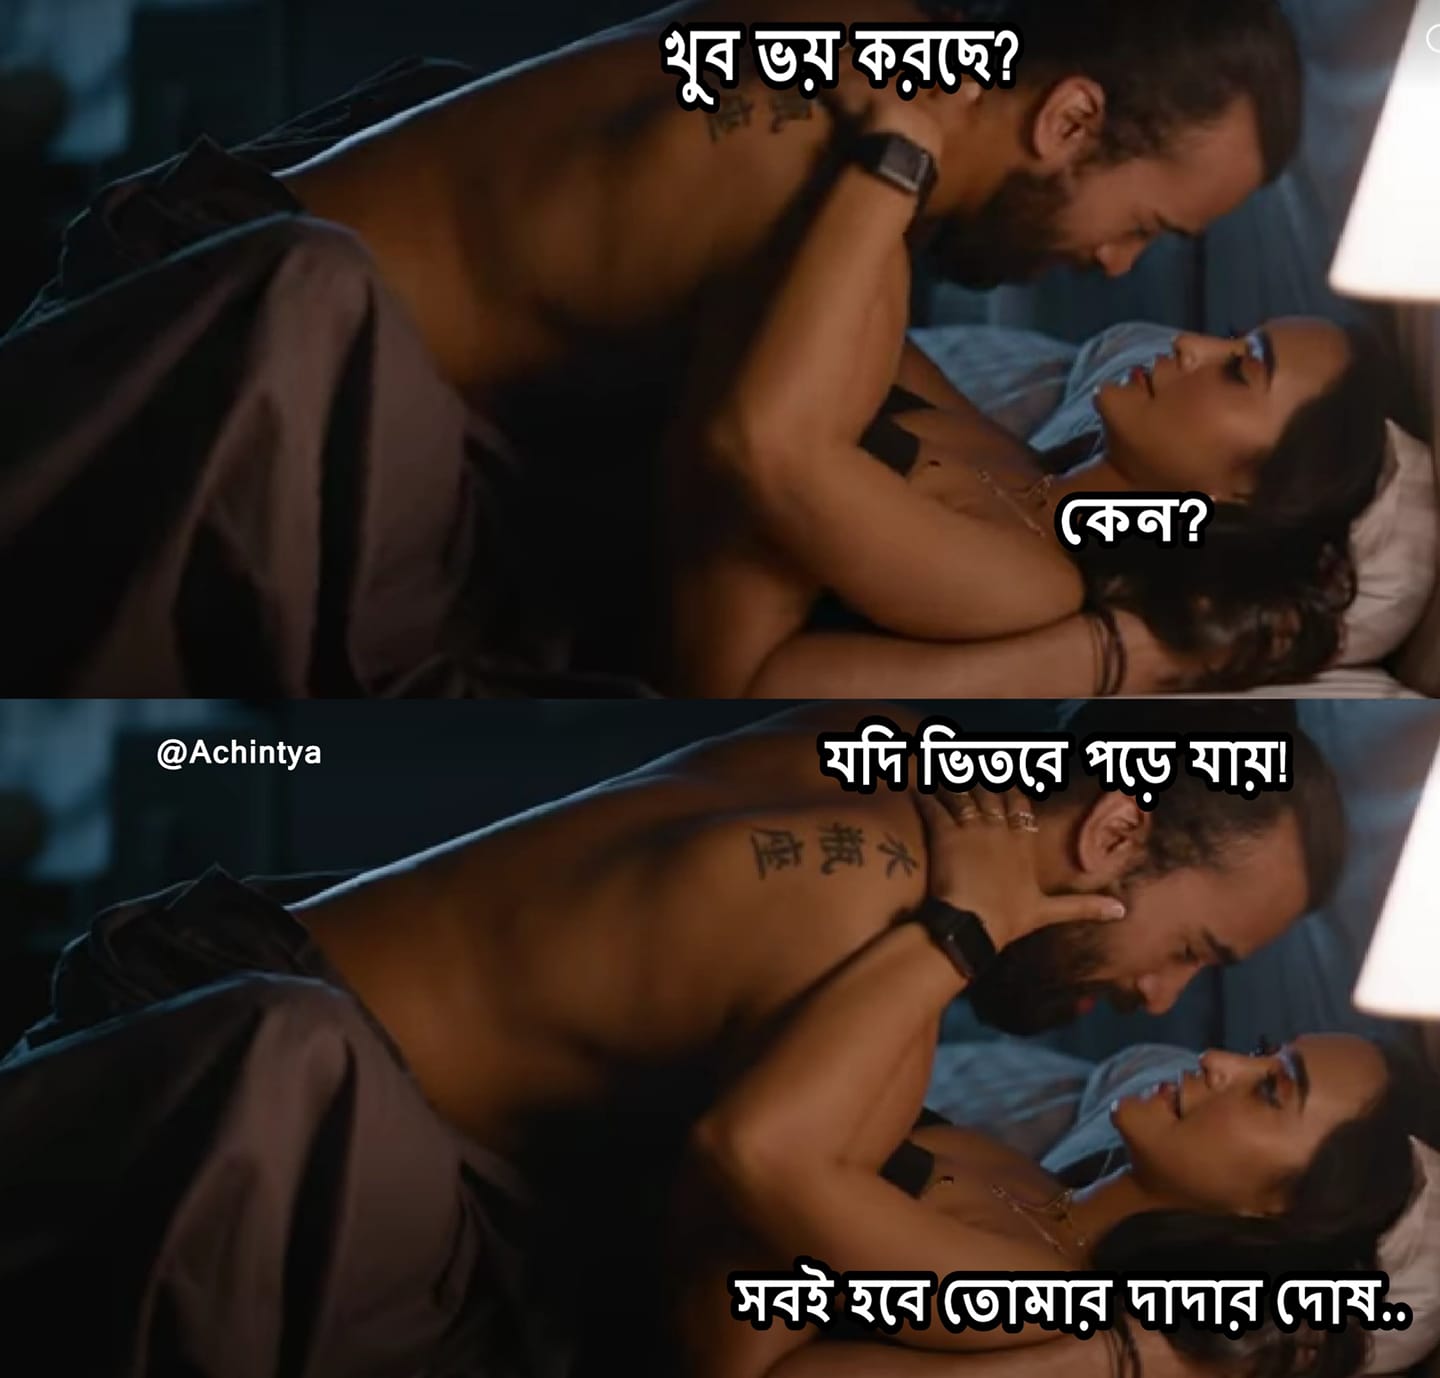 খুব ভয় করছে?
কেন?
@Achintya
যদি ভিতরে পড়ে যায়!
水瓶座
সবই হবে তোমার দাদার দোষ..